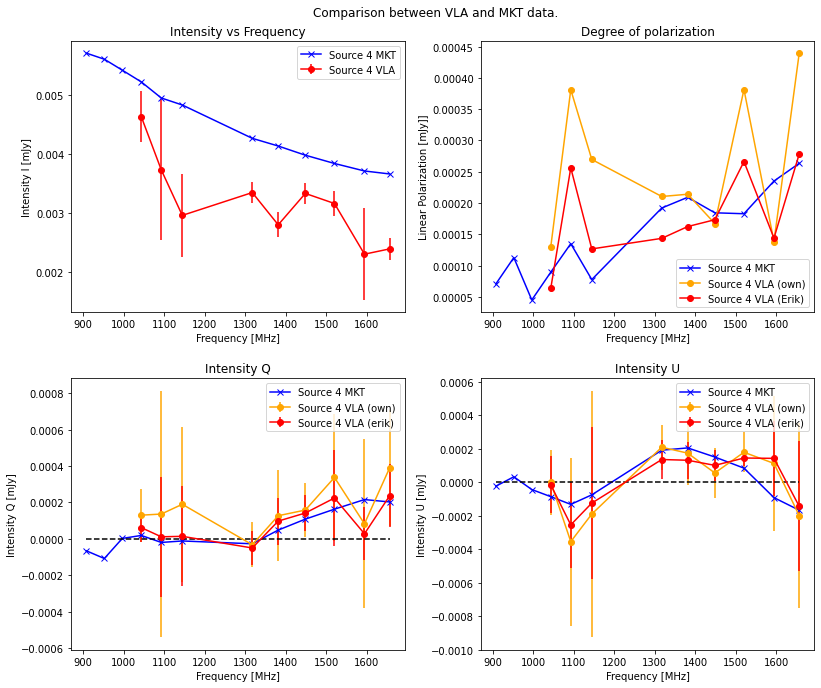 Comparison between VLA and MKT data.
Intensity vs Frequency
Intensity I [mJy]
0.005
0.004
0.003
0.002
Source 4 MKT
Source 4 VLA
900 1000 1100 1200 1300 1400 1500 1600
Frequency [MHz]
Degree of polarization
Linear Polarization [mJy]]
0.00045
0.00040
0.00035
0.00030
0.00025
0.00020
0.00015
0.00010
0.00005
Source 4 MKT
Source 4 VLA (own)
Source 4 VLA (Erik)
900 1000 1100 1200 1300 1400 1500 1600
Frequency [MHz]
Intensity Q
Intensity Q [mJy]
0.0008
0.0006
0.0004
0.0002
0.0000
−0.0002
−0.0004
−0.0006
Source 4 MKT
Source 4 VLA (own)
Source 4 VLA (erik)
900 1000 1100 1200 1300 1400 1500 1600
Frequency [MHz]
Intensity U
Intensity U [mJy]
0.0006
0.0004
0.0002
0.0000
−0.0002
−0.0004
−0.0006
−0.0008
−0.0010
Source 4 MKT
Source 4 VLA (own)
Source 4 VLA (erik)
900 1000 1100 1200 1300 1400 1500 1600
Frequency [MHz]